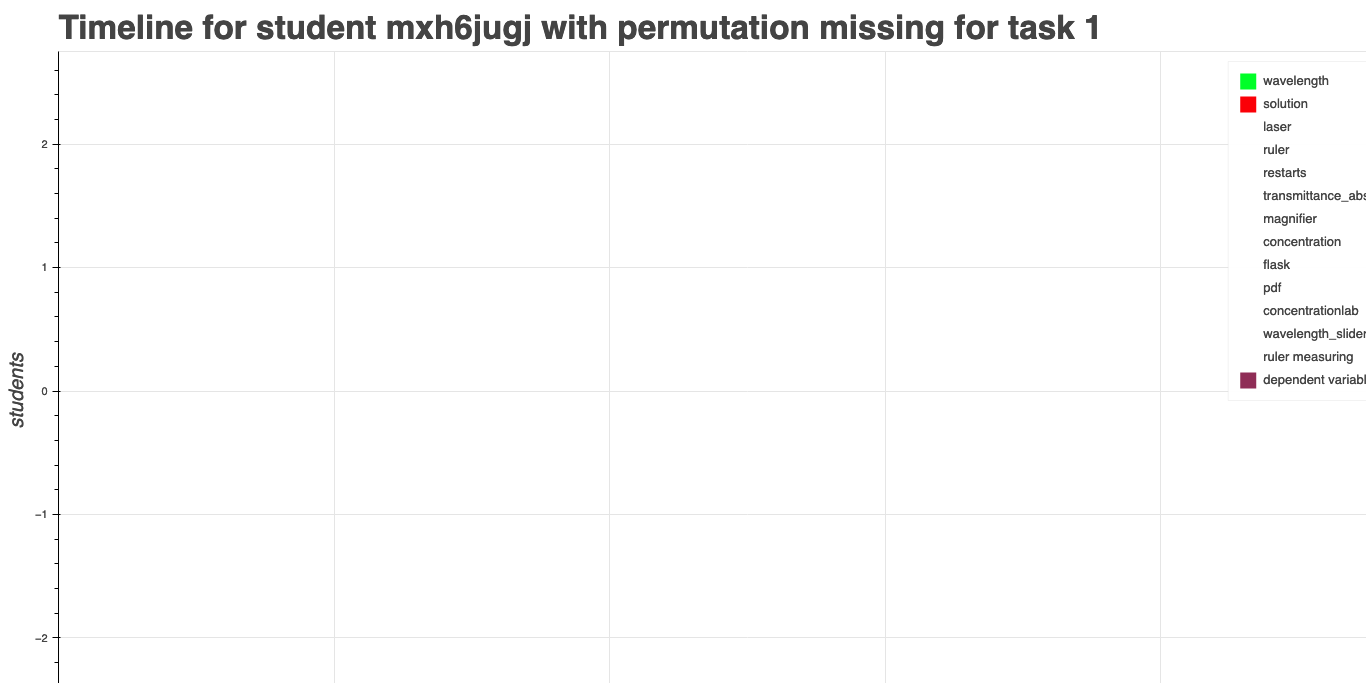 Timeline for student mxh6jugj with permutation missing for task 1
wavelength
solution
laser
ruler
restarts
transmittance_abs
magnifier
concentration
flask
pdf
concentrationlab
wavelength_slider
ruler measuring
dependent variabl
students
2
1
0
−1
−2